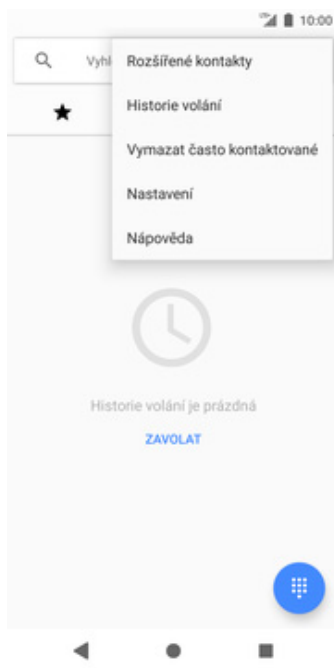 10:00
Vyhl
Rozšířené kontakty
Historie volání
Vymazat často kontaktované
Nastavení
Nápověda
Historie volání je prázdná
ZAVOLAT